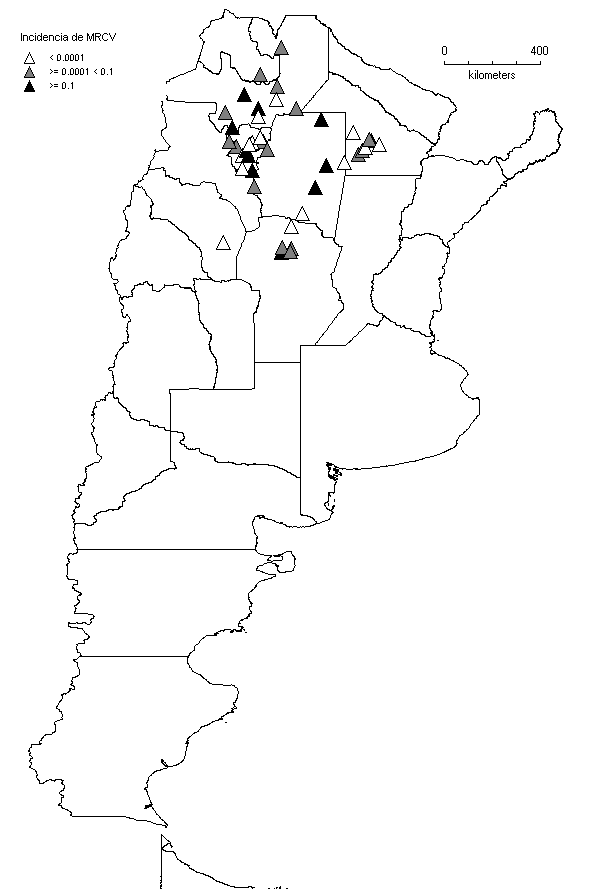 Incidencia de MRCV
< 0.0001
>= 0.0001 < 0.1
>= 0.1
0 400
kilometers